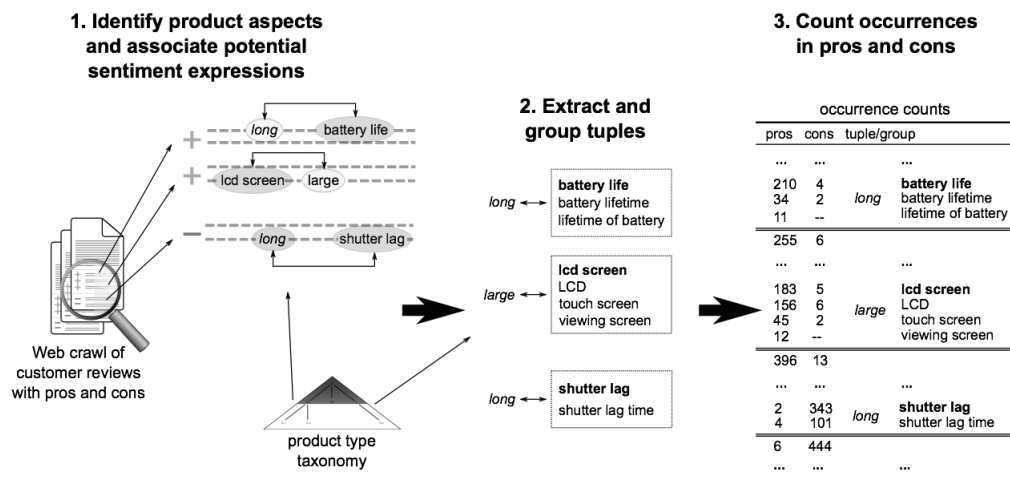 1. Identify product aspects
and associate potential
sentiment expressions
+ long battery life
+ lcd screen large
− long shutter lag
Web crawl of
customer reviews
with pros and cons
product type
taxonomy
2. Extract and
group tuples
long
battery life
battery lifetime
lifetime of battery
large
lcd screen
LCD
touch screen
viewing screen
long
shutter lag
shutter lag time
3. Count occurrences
in pros and cons
occurrence counts
pros cons tuple/group
... ... ...
210 4 battery life
34 2 long battery lifetime
11 -- lifetime of battery
255 6
... ... ...
183 5 lcd screen
156 6 large LCD
45 2 touch screen
12 -- viewing screen
396 13
... ... ...
2 343 long shutter lag
4 101 shutter lag time
6 444
... ... ...